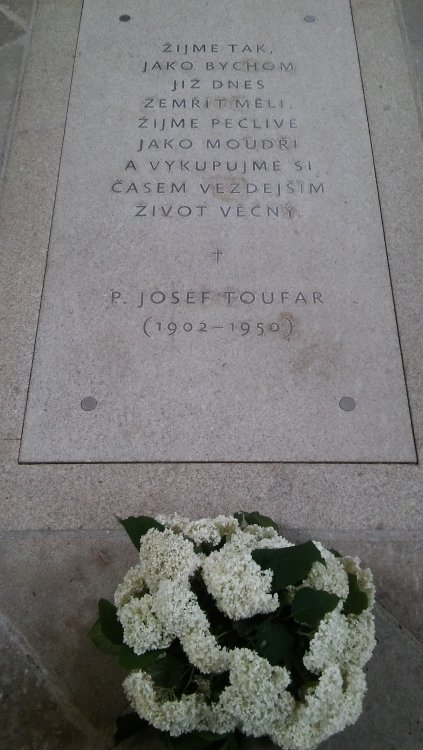 ŽIJME TAK,
JAKO BYCHOM
JIŽ DNES
ZEMŘÍT MĚLI.
ŽIJME PEČLIVĚ
JAKO MOUDŘÍ
A VYKUPUJME SI
ČASEM VEZDEJŠÍM
ŽIVOT VĚČNÝ.
P. JOSEF TOUFAR
(1902–1950)